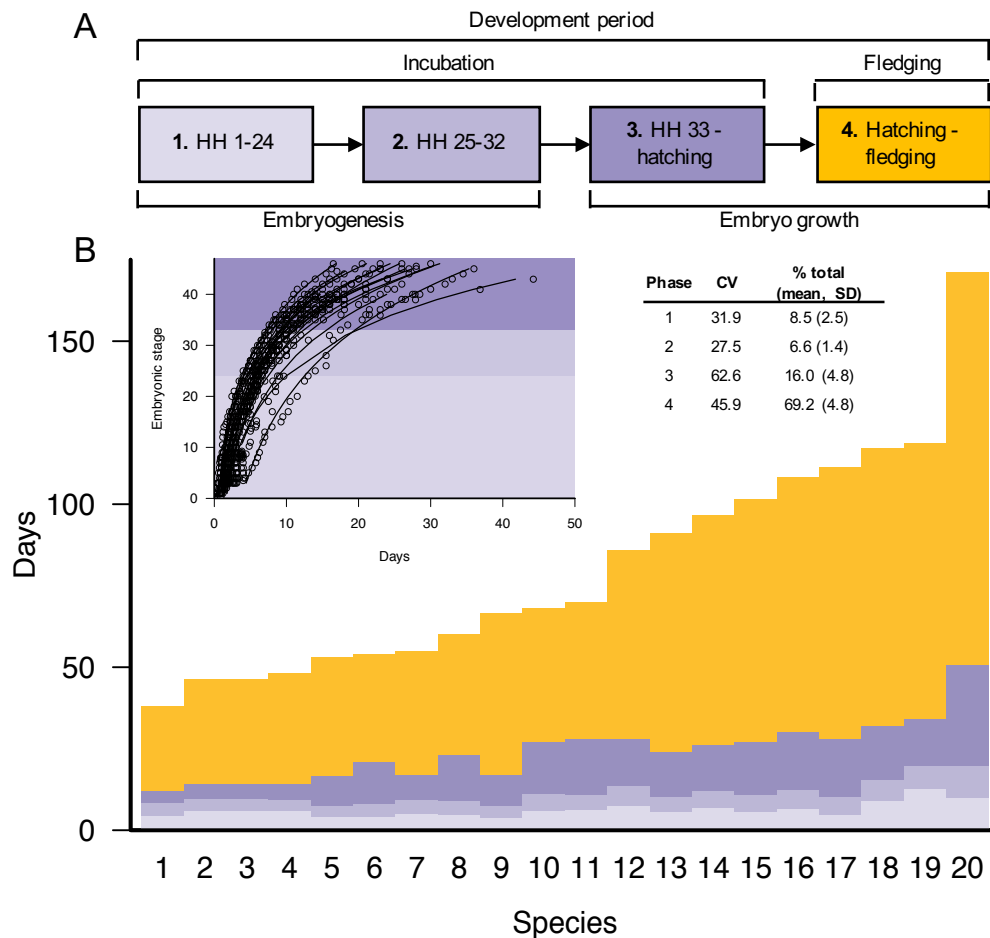 A
Development period
Incubation
Fledging
1. HH 1-24
2. HH 25-32
3. HH 33 -
hatching
4. Hatching -
fledging
Embryogenesis
Embryo growth
B
Embryonic stage
40
30
20
10
0
0 10 20 30 40 50
Days
Phase CV % total
(mean, SD)
1 31.9 8.5 (2.5)
2 27.5 6.6 (1.4)
3 62.6 16.0 (4.8)
4 45.9 69.2 (4.8)
Days
150
100
50
0
1 2 3 4 5 6 7 8 9 10 11 12 13 14 15 16 17 18 19 20
Species